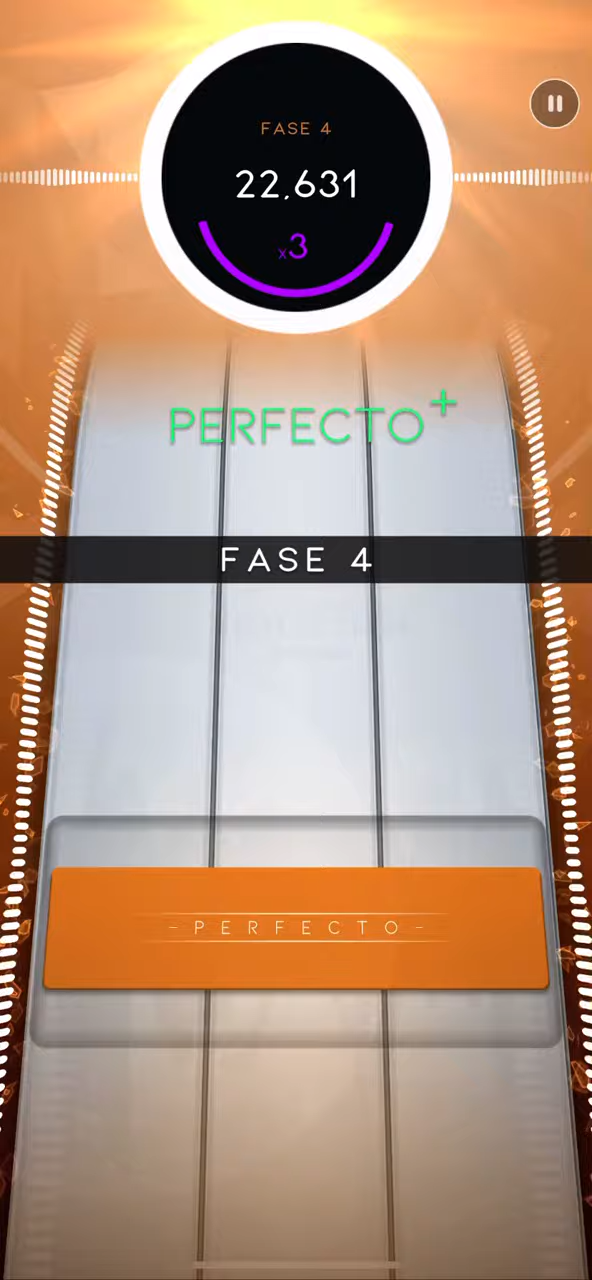 FASE 4
22,631
x3
PERFECTO+
FASE 4
- PERFECTO -